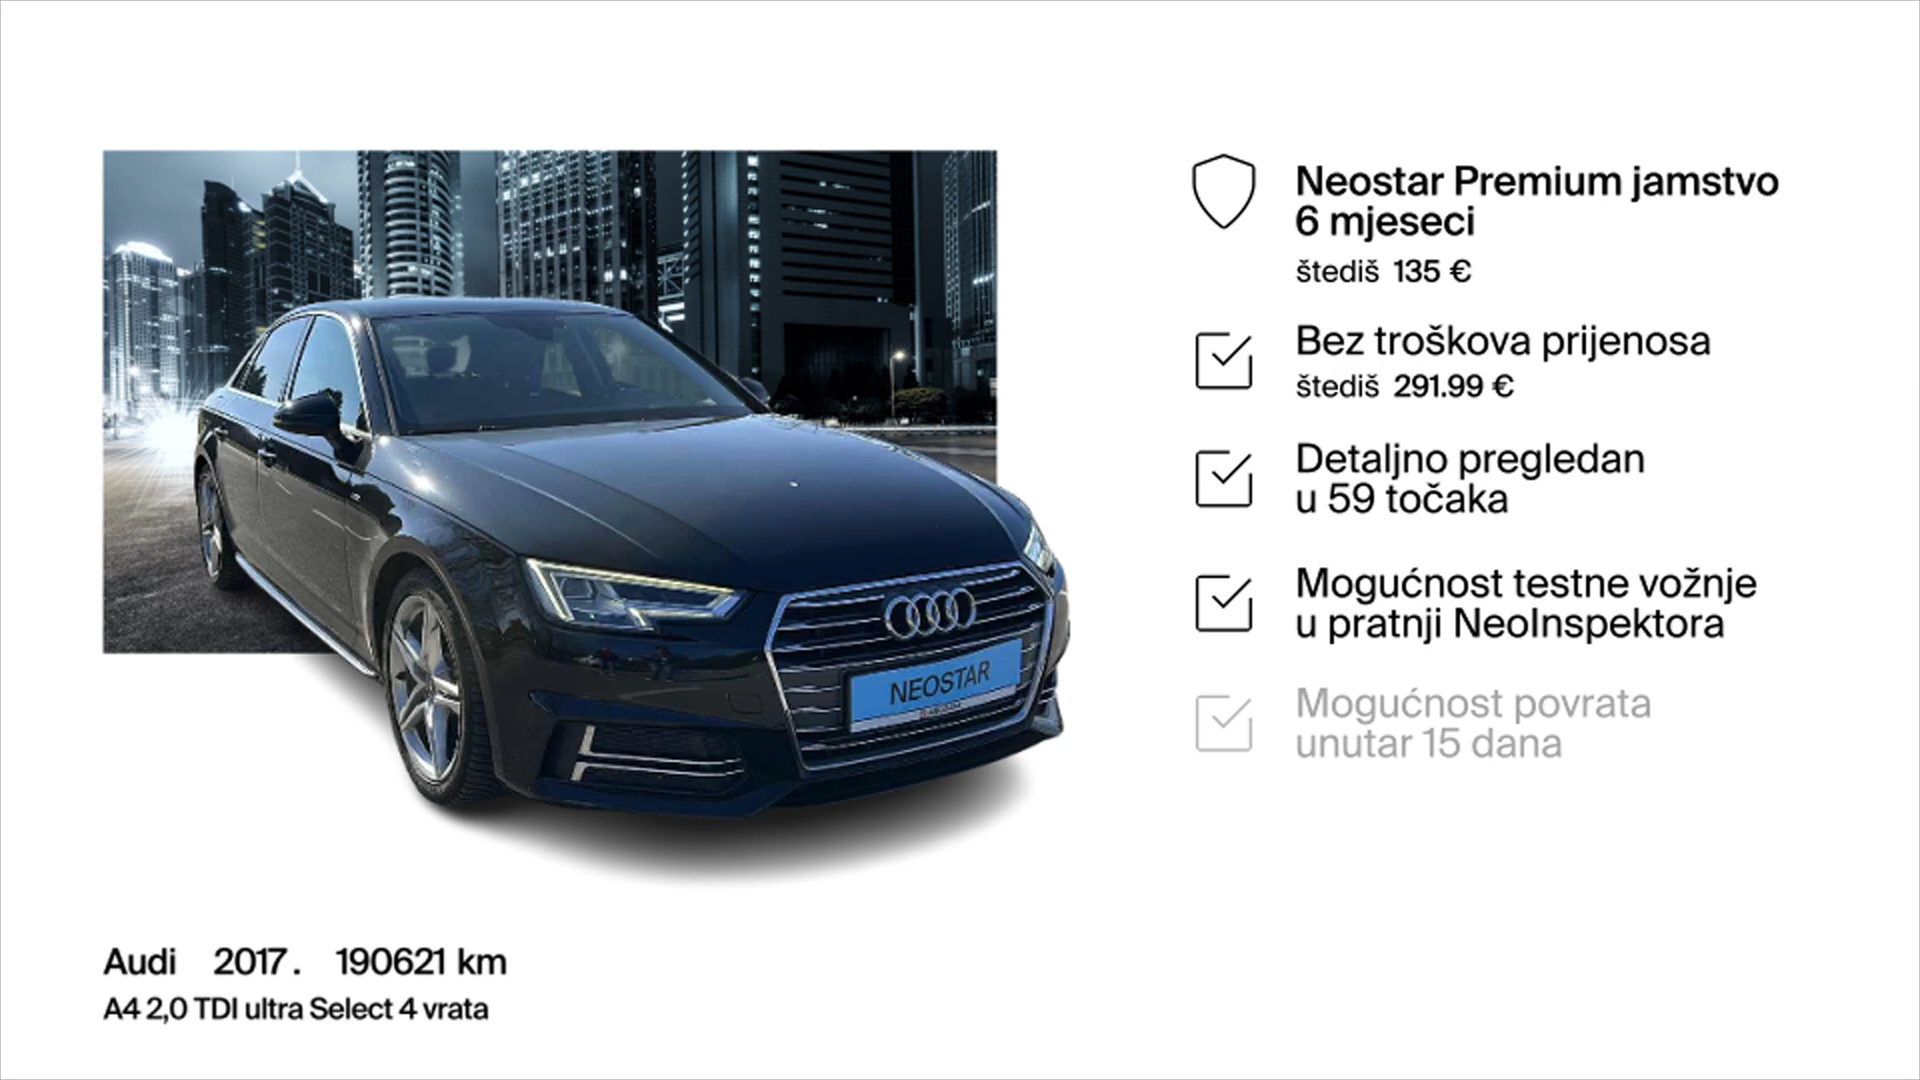 Neostar Premium jamstvo
6 mjeseci
štediš 135 €
Bez troškova prijenosa
štediš 291.99 €
Detaljno pregledan
u 59 točaka
Mogućnost testne vožnje
u pratnji NeoInspektora
Mogućnost povrata
unutar 15 dana
NEOSTAR
Audi 2017. 190621 km
A4 2,0 TDI ultra Select 4 vrata